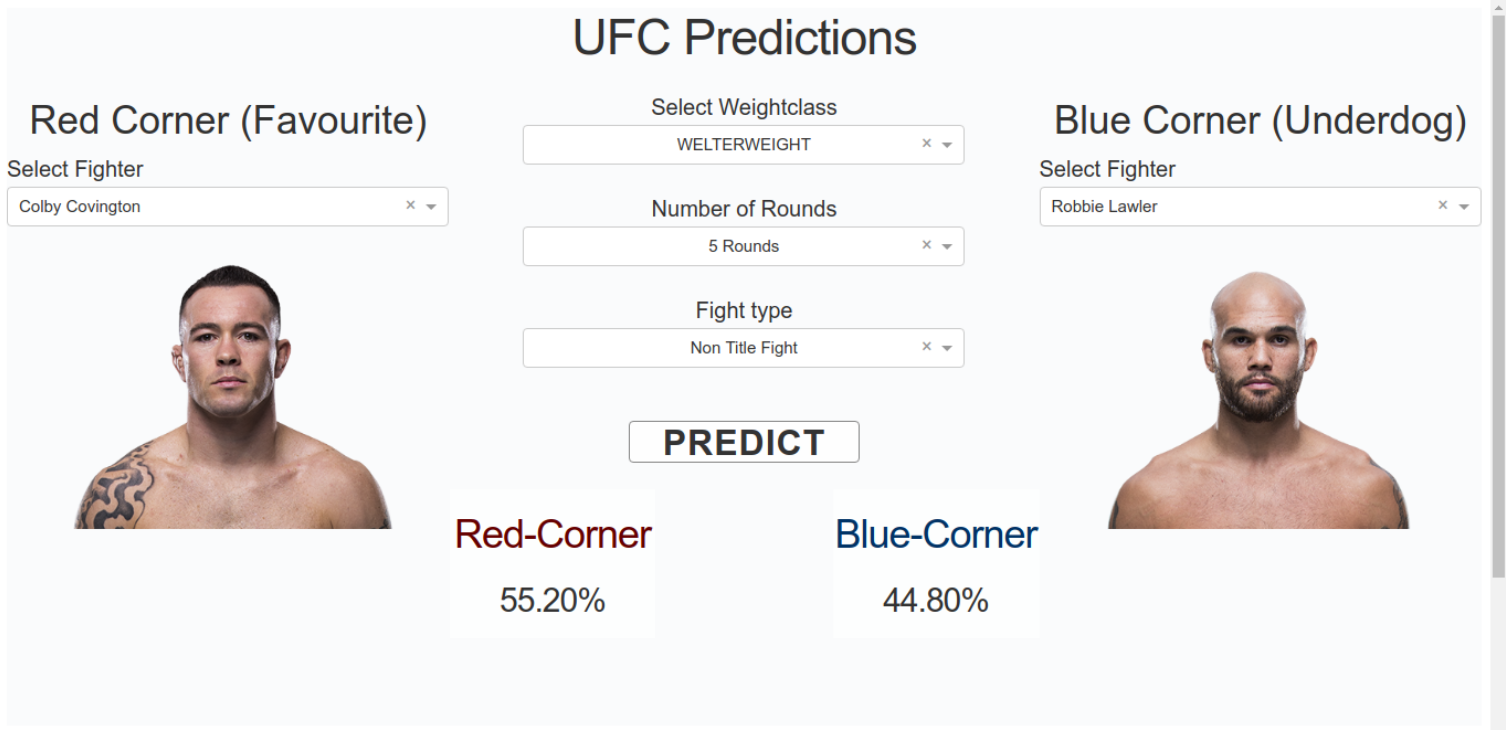 UFC Predictions
Red Corner (Favourite)
Select Fighter
Colby Covington × 
Select Weightclass
WELTERWEIGHT ×
Number of Rounds
5 Rounds ×
Fight type
Non Title Fight ×
PREDICT
Blue Corner (Underdog)
Select Fighter
Robbie Lawler ×
Red-Corner
55.20%
Blue-Corner
44.80%